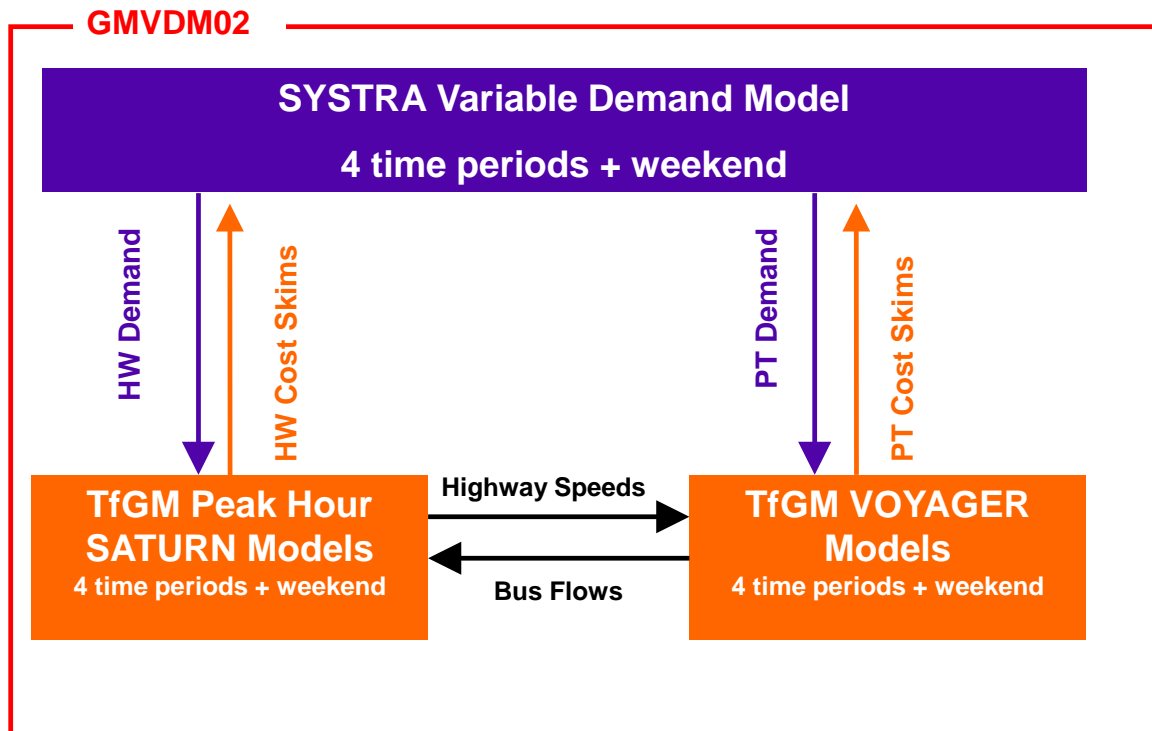 GMVDM02
SYSTRA Variable Demand Model
4 time periods + weekend
HW Demand
HW Cost Skims
PT Demand
PT Cost Skims
TfGM Peak Hour
SATURN Models
4 time periods + weekend
Highway Speeds
Bus Flows
TfGM VOYAGER
Models
4 time periods + weekend